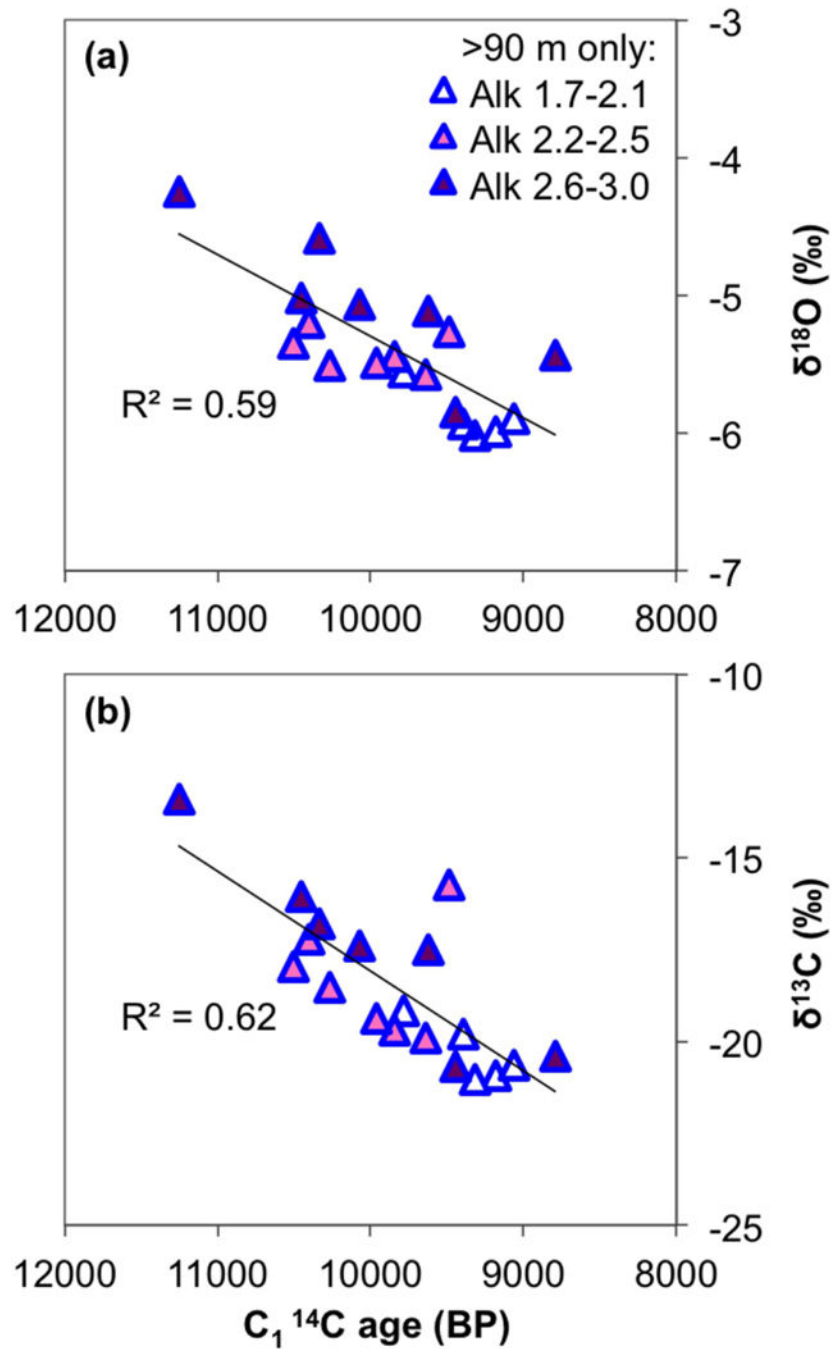 (a)
>90 m only:
Alk 1.7-2.1
Alk 2.2-2.5
Alk 2.6-3.0
R² = 0.59
-3
-4
-5
-6
-7
δ¹⁸O (‰)
12000 11000 10000 9000 8000
(b)
R² = 0.62
-10
-15
-20
-25
δ¹³C (‰)
12000 11000 10000 9000 8000
C₁ ¹⁴C age (BP)